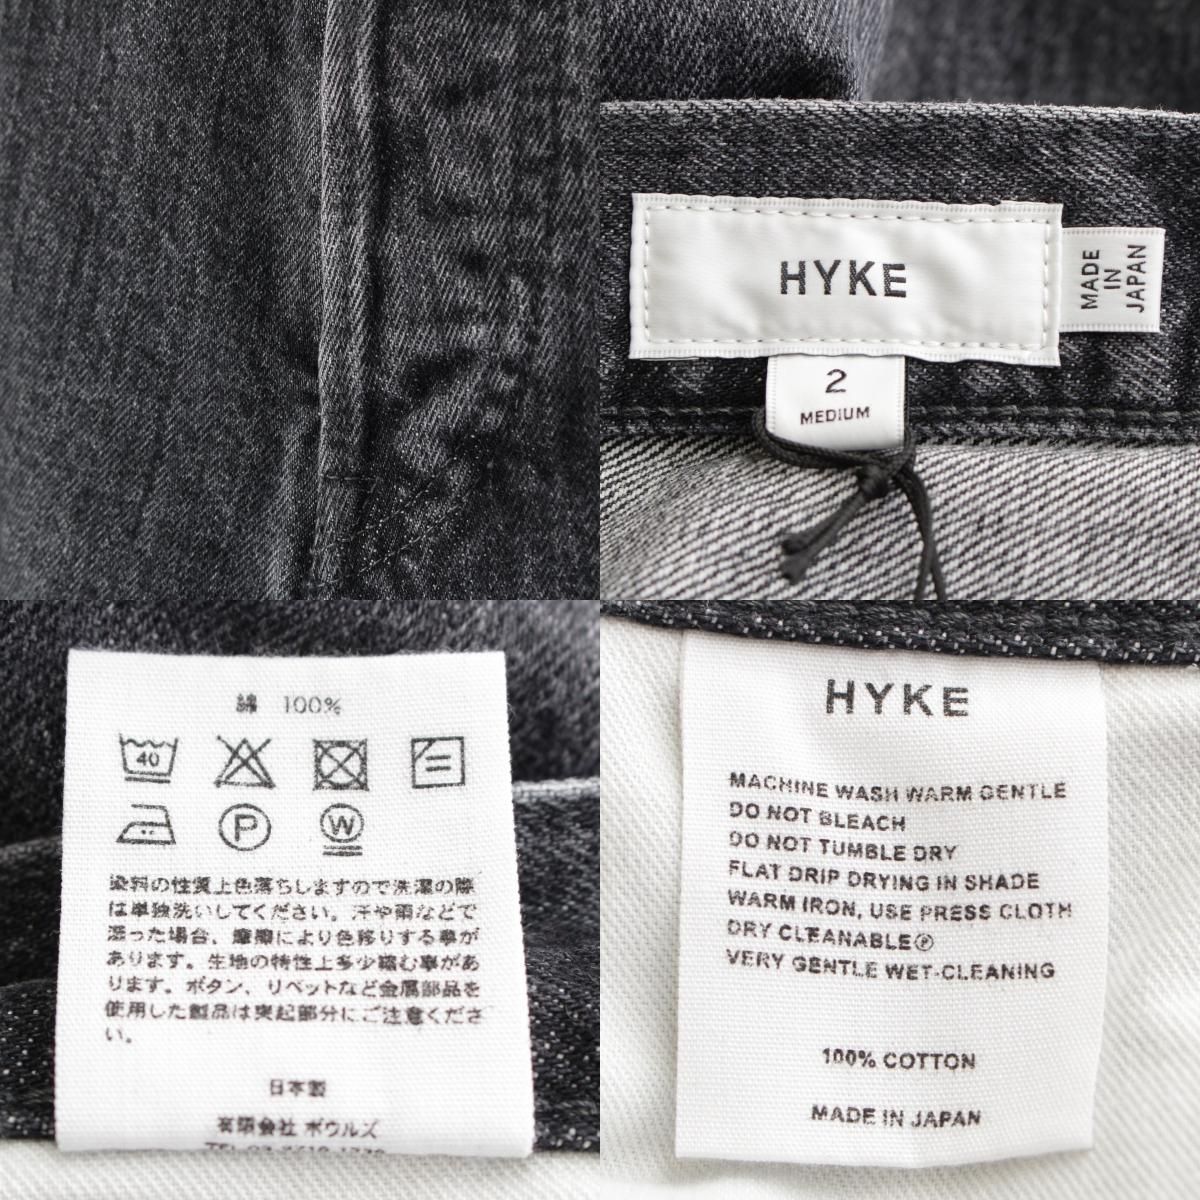 HYKE
MADE
IN
JAPAN
2
MEDIUM
綿 100%
40
P
W
染料の性質上色落ちしますので洗濯の際
は単独洗いしてください。汗や雨などで
湿った場合、摩擦により色移りする事が
あります。生地の特性上多少縮む事があ
ります。ボタン、リベットなど金属部品を
使用した製品は突起部分にご注意くださ
い。
日本製
有限会社 ボウルズ
HYKE
MACHINE WASH WARM GENTLE
DO NOT BLEACH
DO NOT TUMBLE DRY
FLAT DRIP DRYING IN SHADE
WARM IRON, USE PRESS CLOTH
DRY CLEANABLEⓅ
VERY GENTLE WET-CLEANING
100% COTTON
MADE IN JAPAN